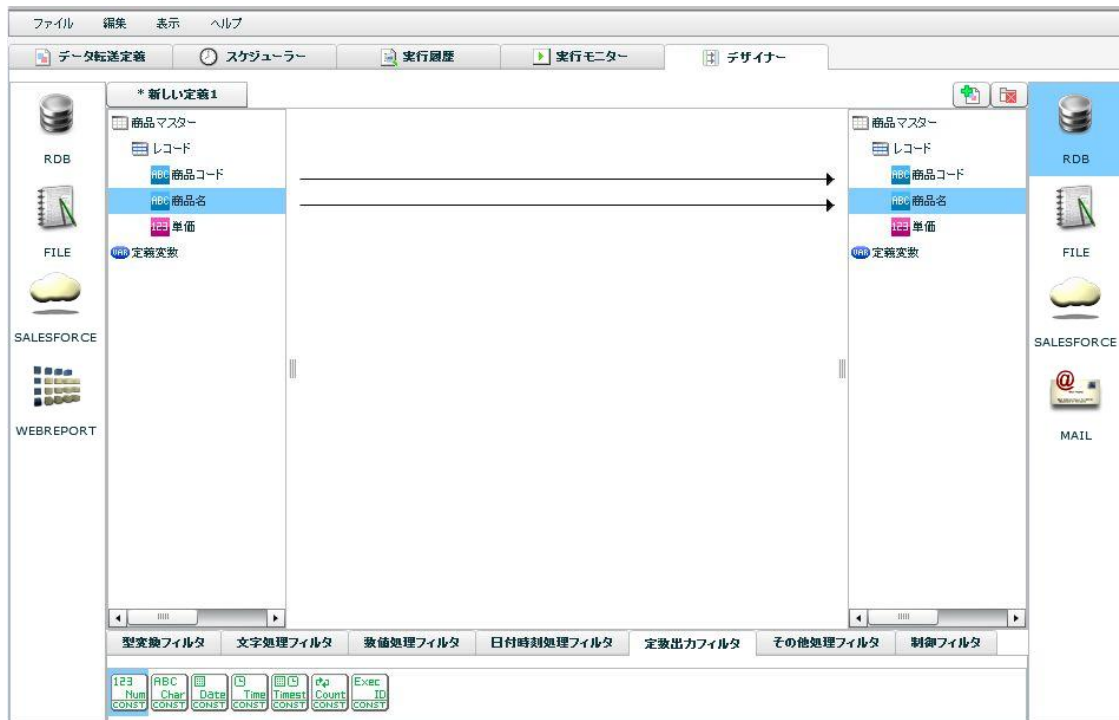 ファイル 編集 表示 ヘルプ
データ転送定義 スケジューラー 実行履歴 実行モニター デザイナー
* 新しい定義1
RDB
FILE
SALESFORCE
WEBREPORT
商品マスター
レコード
ABC 商品コード
ABC 商品名
123 単価
VAR 定義変数
商品マスター
レコード
ABC 商品コード
ABC 商品名
123 単価
VAR 定義変数
RDB
FILE
SALESFORCE
@
MAIL
型変換フィルタ 文字処理フィルタ 数値処理フィルタ 日付時刻処理フィルタ 定数出力フィルタ その他処理フィルタ 制御フィルタ
123 ABC Exec
Num Char Date Time Timest Count ID
CONST CONST CONST CONST CONST CONST CONST